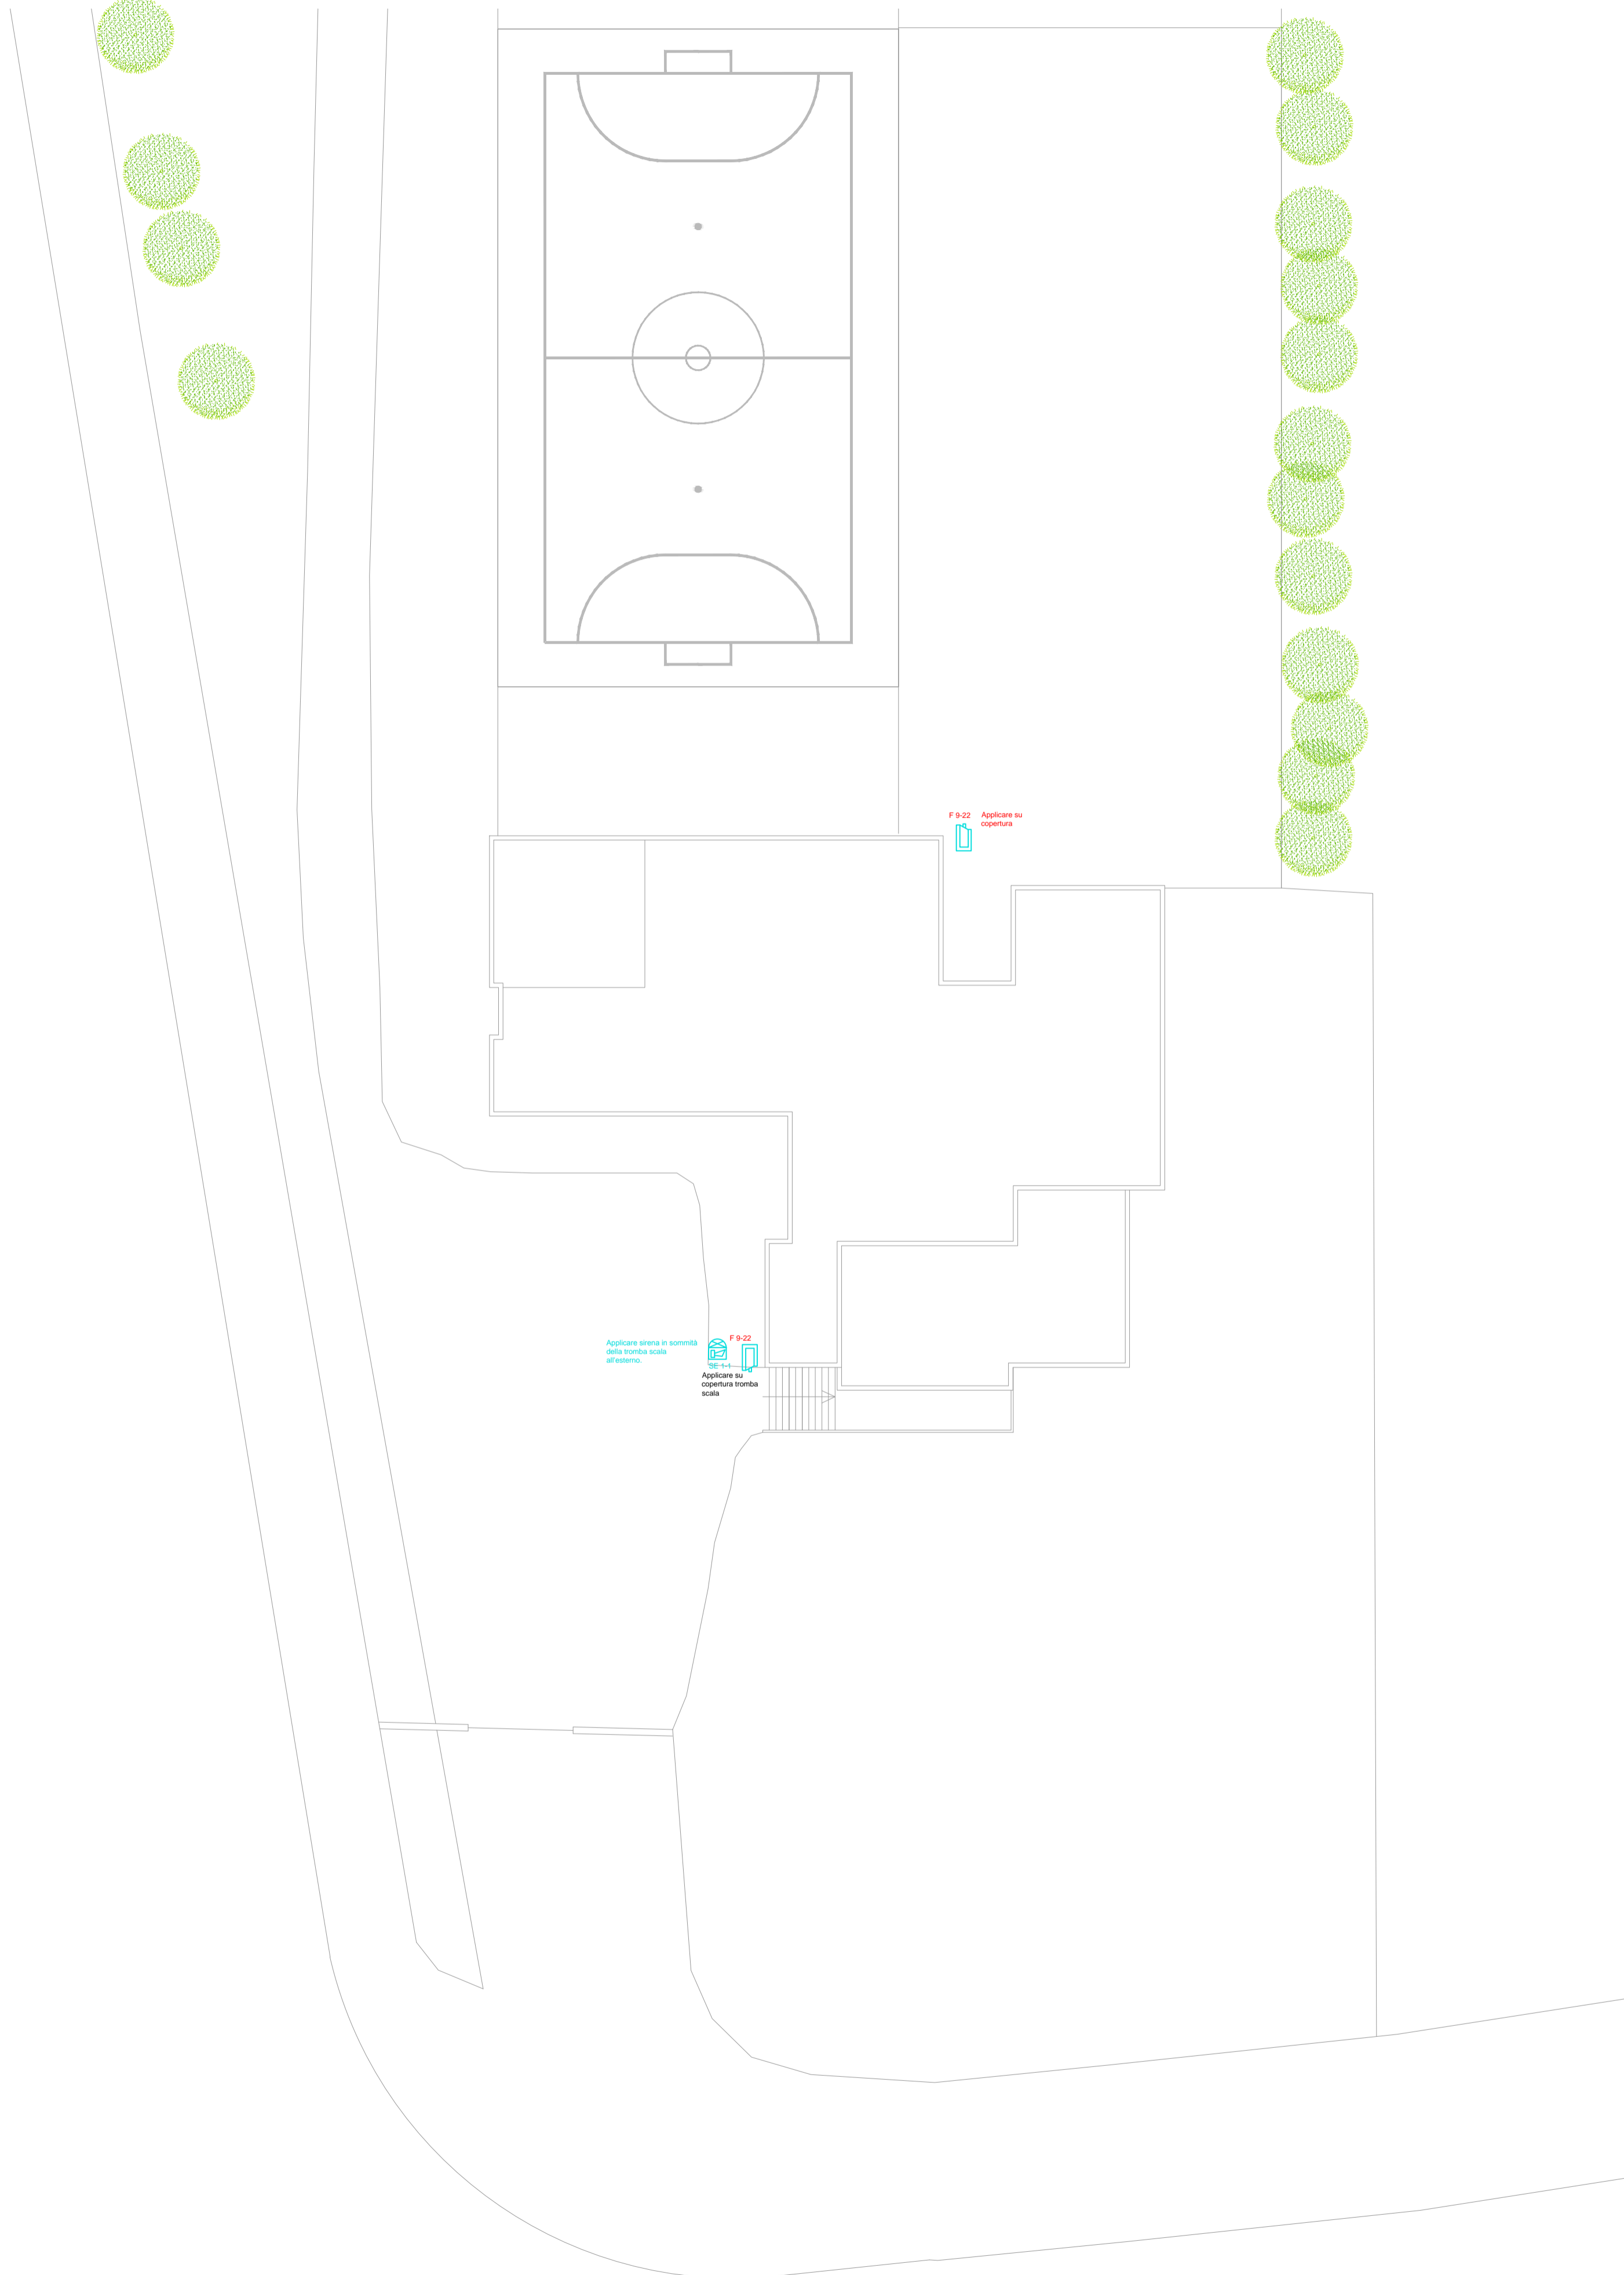 F 9-22
Applicare su
copertura
Applicare sirena in sommità
della tromba scala
all'esterno.
F 9-22
SE 1-1
Applicare su
copertura tromba
scala